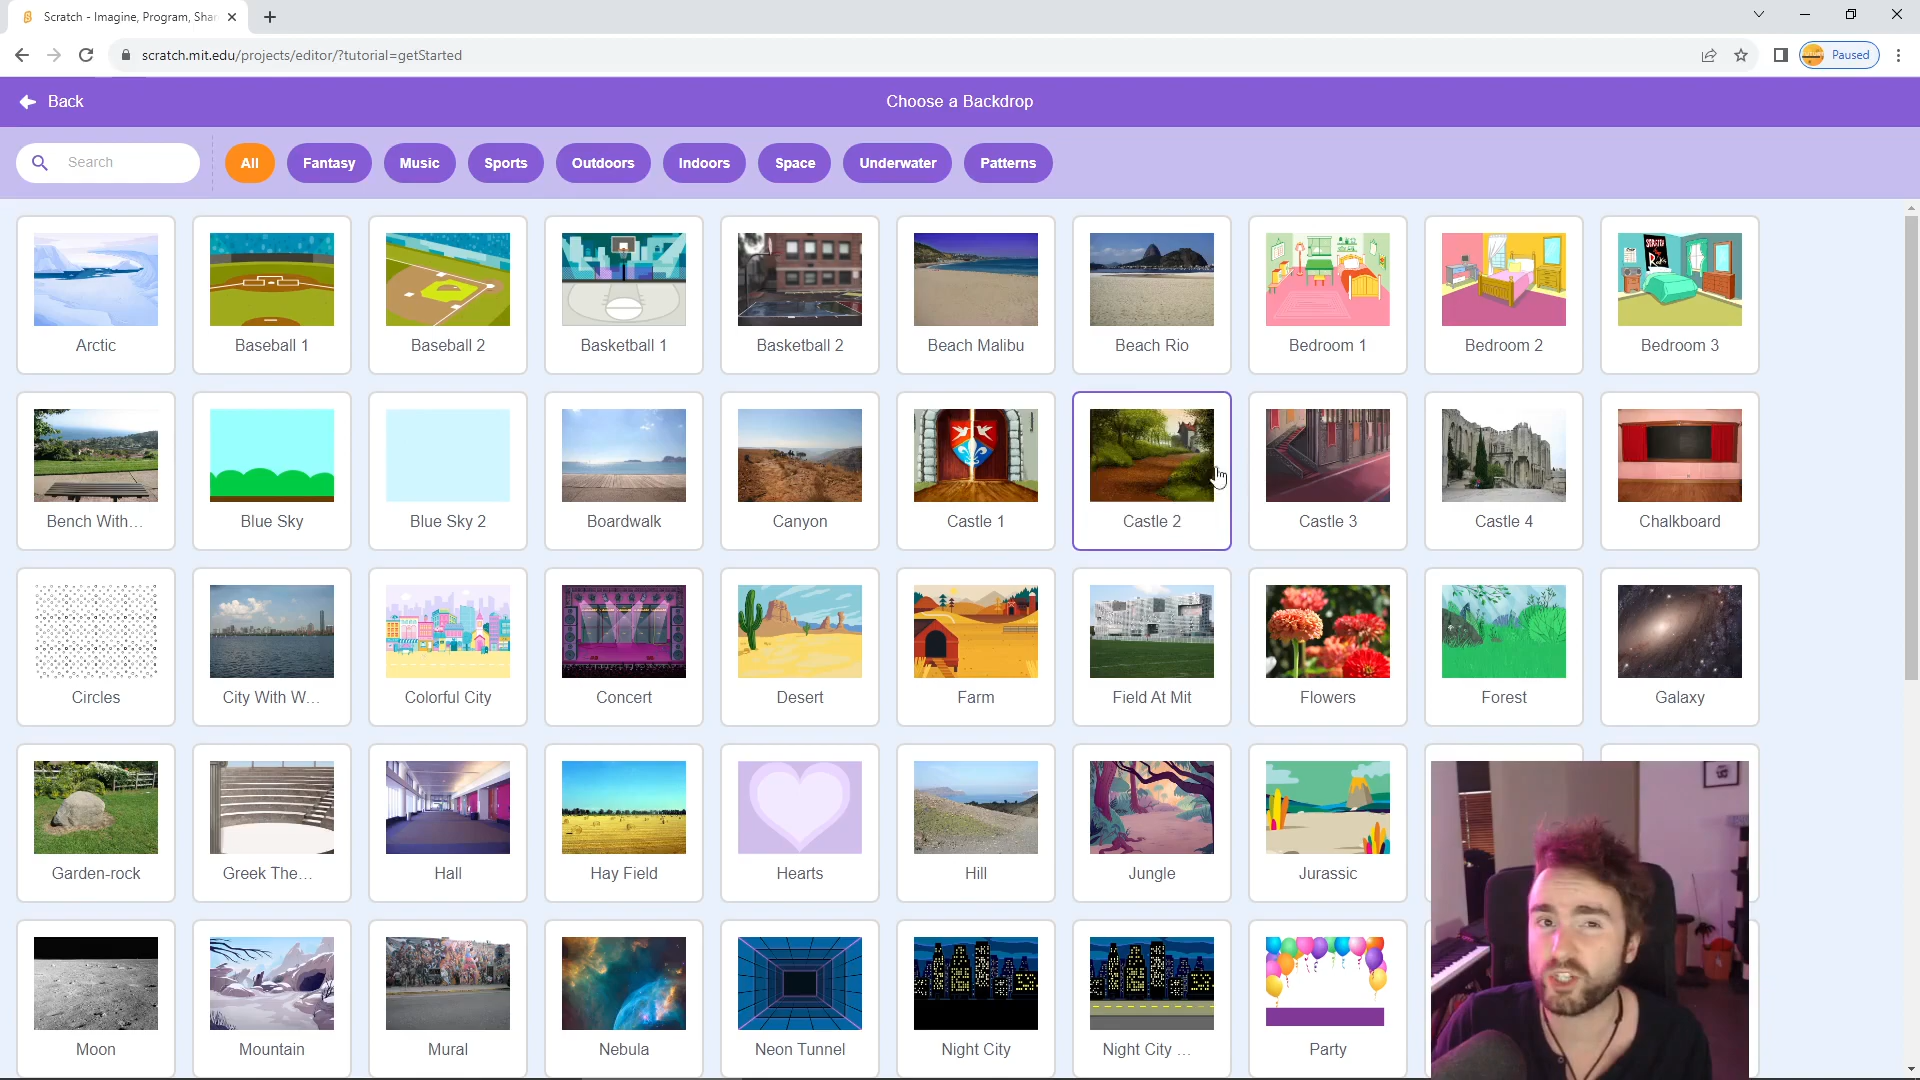 Scratch - Imagine, Program, Shar
scratch.mit.edu/projects/editor/?tutorial=getStarted
Paused
Back
Choose a Backdrop
Search
All
Fantasy
Music
Sports
Outdoors
Indoors
Space
Underwater
Patterns
Arctic
Baseball 1
Baseball 2
Basketball 1
Basketball 2
Beach Malibu
Beach Rio
Bedroom 1
Bedroom 2
Bedroom 3
Bench With...
Blue Sky
Blue Sky 2
Boardwalk
Canyon
Castle 1
Castle 2
Castle 3
Castle 4
Chalkboard
Circles
City With W...
Colorful City
Concert
Desert
Farm
Field At Mit
Flowers
Forest
Galaxy
Garden-rock
Greek The...
Hall
Hay Field
Hearts
Hill
Jungle
Jurassic
Moon
Mountain
Mural
Nebula
Neon Tunnel
Night City
Night City ...
Party